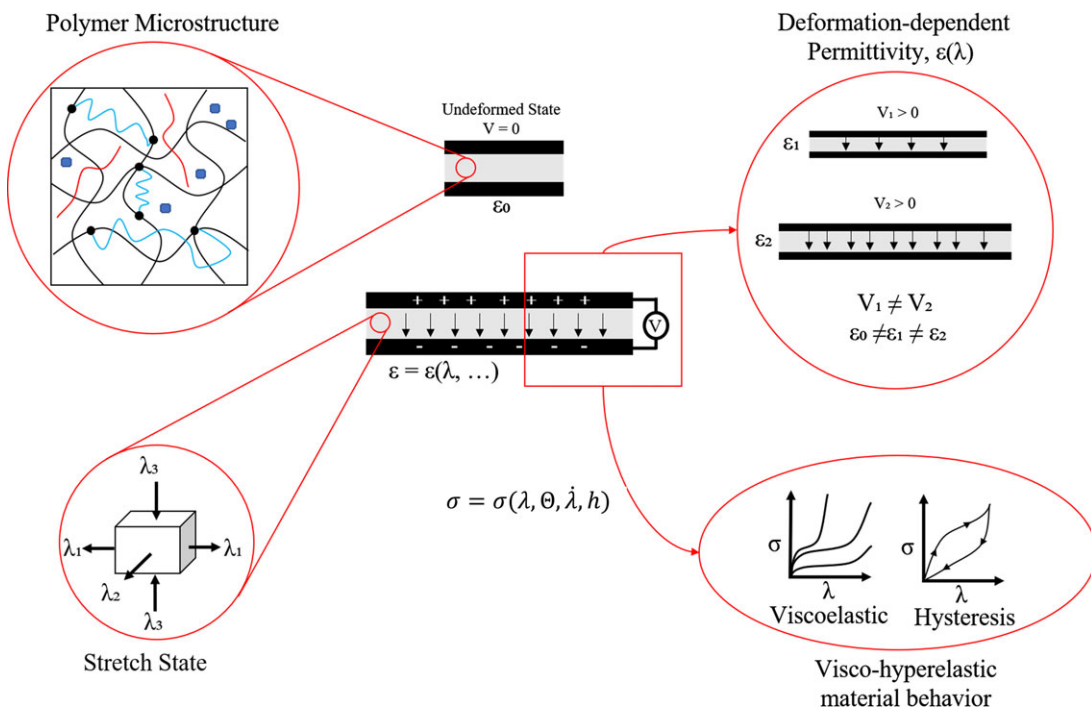 Polymer Microstructure
Undeformed State
V = 0
ε₀
Deformation-dependent
Permittivity, ε(λ)
V₁ > 0
ε₁
V₂ > 0
ε₂
V₁ ≠ V₂
ε₀ ≠ε₁ ≠ ε₂
+ + + + + + +
V
- - - - - -
ε = ε(λ, …)
σ = σ(λ, Θ, λ̇, h)
λ₃
λ₁
λ₁
λ₂
λ₃
Stretch State
σ
λ
Viscoelastic
σ
λ
Hysteresis
Visco-hyperelastic
material behavior